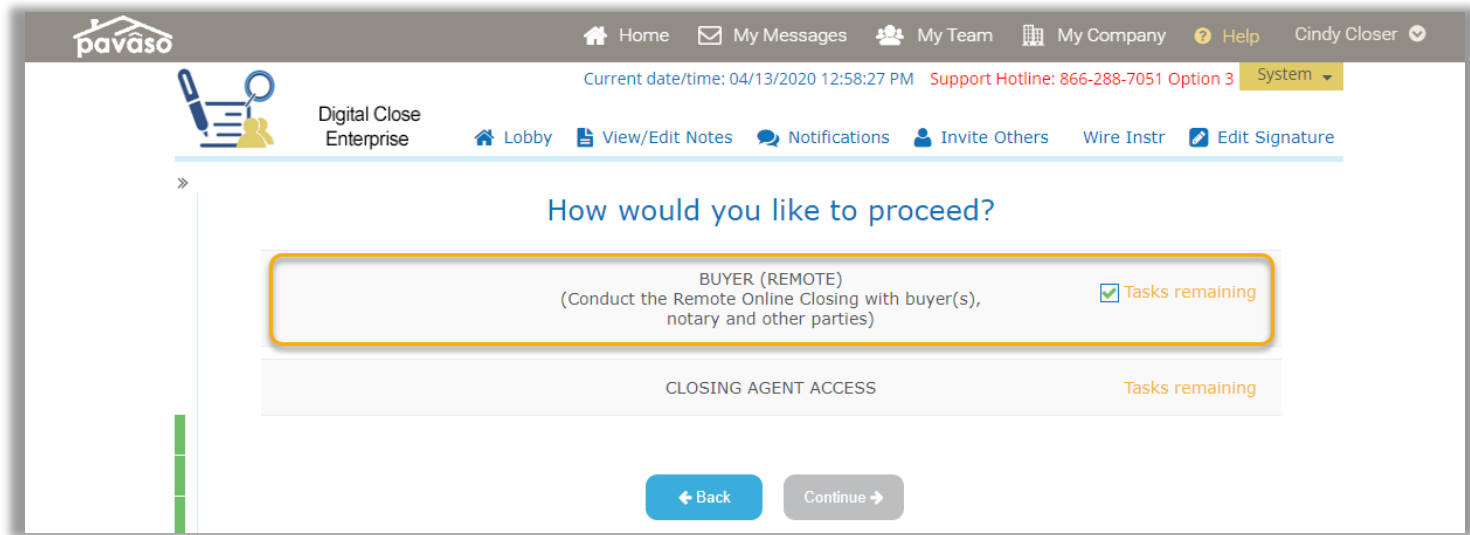 pavâso
Home My Messages My Team My Company ? Help Cindy Closer
Current date/time: 04/13/2020 12:58:27 PM Support Hotline: 866-288-7051 Option 3 System
Digital Close
Enterprise
Lobby View/Edit Notes Notifications Invite Others Wire Instr Edit Signature
»
How would you like to proceed?
BUYER (REMOTE)
(Conduct the Remote Online Closing with buyer(s),
notary and other parties)
Tasks remaining
CLOSING AGENT ACCESS Tasks remaining
Back Continue